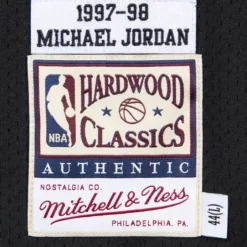 1997-98
MICHAEL JORDAN
NBA
HARDWOOD
CLASSICS
AUTHENTIC
NOSTALGIA CO.
Mitchell & Ness
PHILADELPHIA, PA.
44(L)